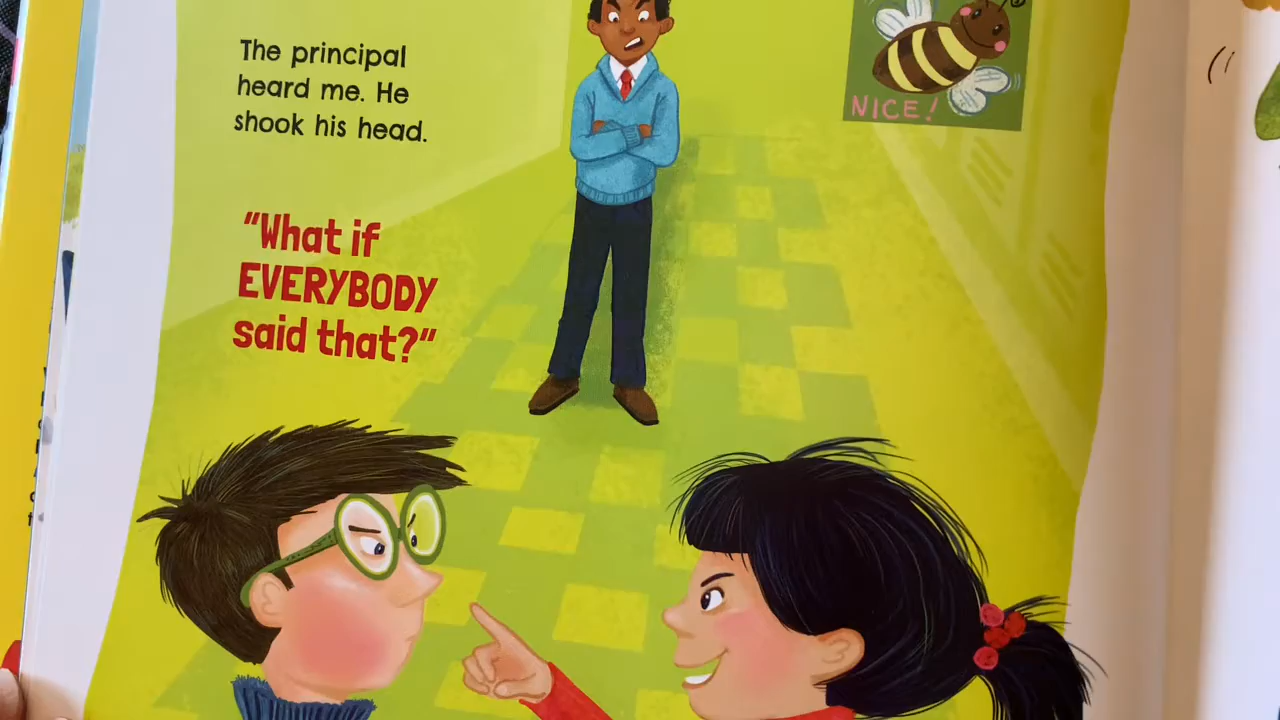 The principal
heard me. He
shook his head.
"What if
EVERYBODY
said that?"
NICE!